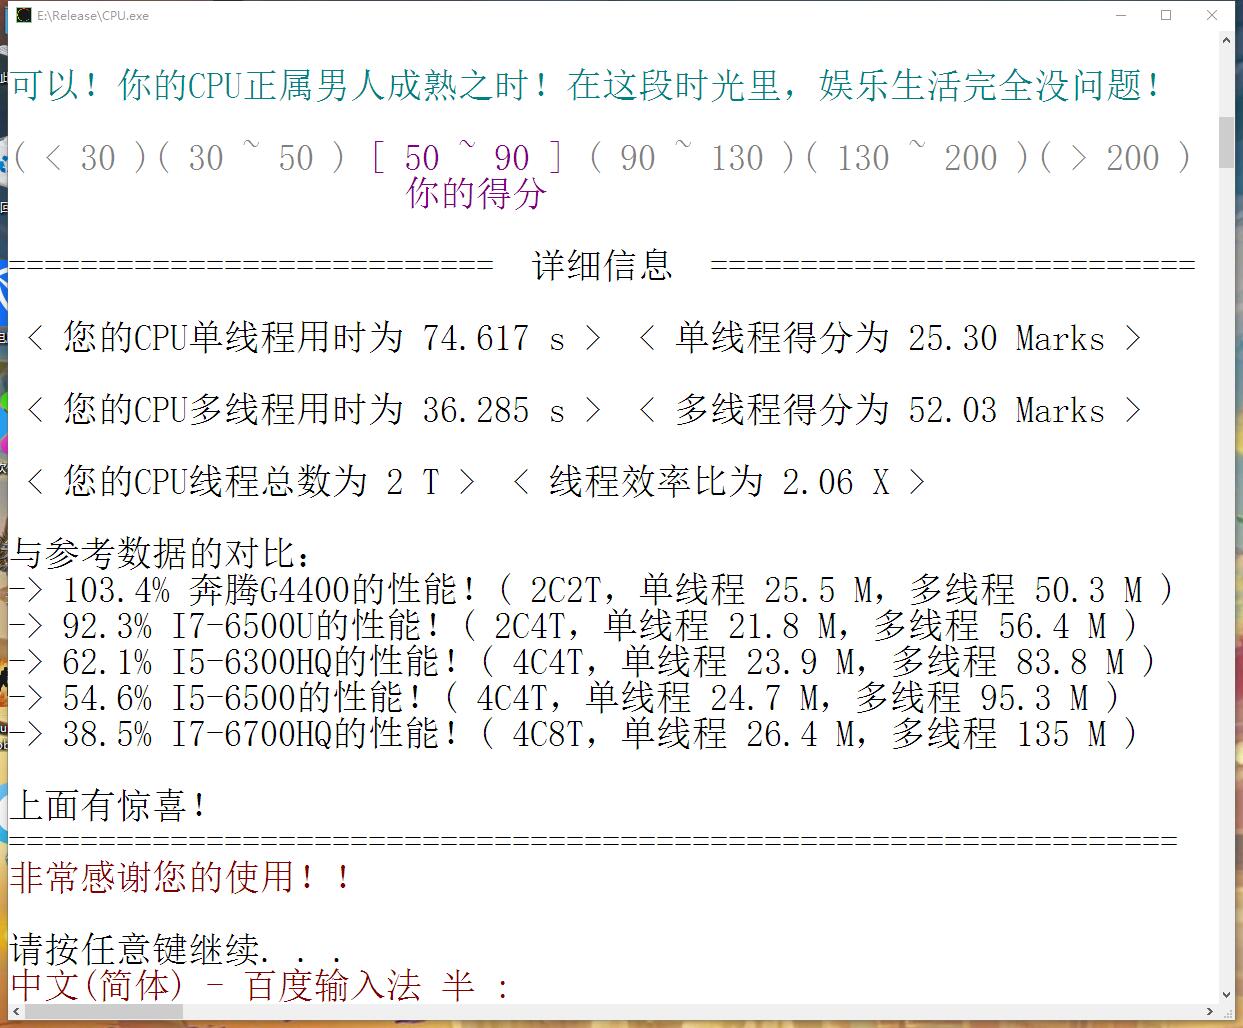 E:\Release\CPU.exe
可以！你的CPU正属男人成熟之时！在这段时光里，娱乐生活完全没问题！
( < 30 )( 30 ~ 50 ) [ 50 ~ 90 ] ( 90 ~ 130 )( 130 ~ 200 )( > 200 )
你的得分
=========================== 详细信息 ===========================
< 您的CPU单线程用时为 74.617 s > < 单线程得分为 25.30 Marks >
< 您的CPU多线程用时为 36.285 s > < 多线程得分为 52.03 Marks >
< 您的CPU线程总数为 2 T > < 线程效率比为 2.06 X >
与参考数据的对比：
-> 103.4% 奔腾G4400的性能！( 2C2T，单线程 25.5 M，多线程 50.3 M )
-> 92.3% I7-6500U的性能！( 2C4T，单线程 21.8 M，多线程 56.4 M )
-> 62.1% I5-6300HQ的性能！( 4C4T，单线程 23.9 M，多线程 83.8 M )
-> 54.6% I5-6500的性能！( 4C4T，单线程 24.7 M，多线程 95.3 M )
-> 38.5% I7-6700HQ的性能！( 4C8T，单线程 26.4 M，多线程 135 M )
上面有惊喜！
=================================================================
非常感谢您的使用！！
请按任意键继续. . .
中文(简体) - 百度输入法 半 :